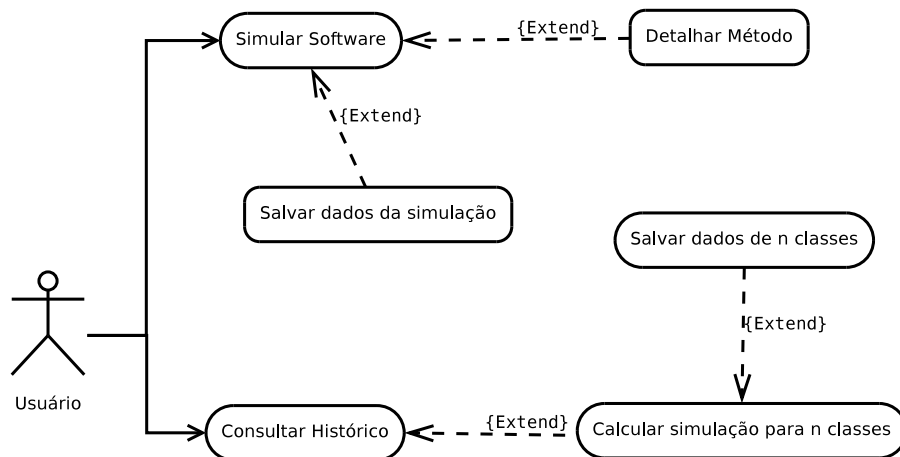 Simular Software
{Extend}
Detalhar Método
{Extend}
Salvar dados da simulação
Salvar dados de n classes
{Extend}
Usuário
Consultar Histórico
{Extend}
Calcular simulação para n classes